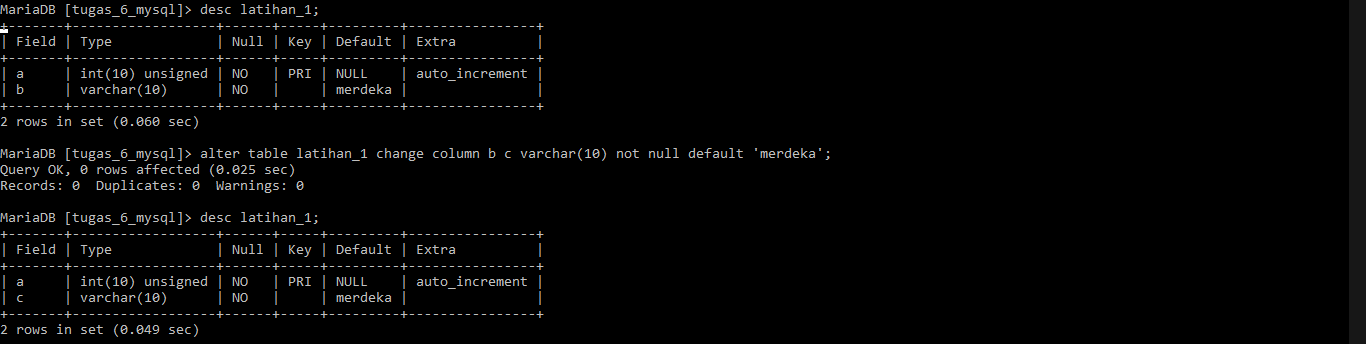 MariaDB [tugas_6_mysql]> desc latihan_1;
+-------+------------------+------+-----+---------+----------------+
| Field | Type             | Null | Key | Default | Extra          |
+-------+------------------+------+-----+---------+----------------+
| a     | int(10) unsigned | NO   | PRI | NULL    | auto_increment |
| b     | varchar(10)      | NO   |     | merdeka |                |
+-------+------------------+------+-----+---------+----------------+
2 rows in set (0.060 sec)
MariaDB [tugas_6_mysql]> alter table latihan_1 change column b c varchar(10) not null default 'merdeka';
Query OK, 0 rows affected (0.025 sec)
Records: 0  Duplicates: 0  Warnings: 0
MariaDB [tugas_6_mysql]> desc latihan_1;
+-------+------------------+------+-----+---------+----------------+
| Field | Type             | Null | Key | Default | Extra          |
+-------+------------------+------+-----+---------+----------------+
| a     | int(10) unsigned | NO   | PRI | NULL    | auto_increment |
| c     | varchar(10)      | NO   |     | merdeka |                |
+-------+------------------+------+-----+---------+----------------+
2 rows in set (0.049 sec)